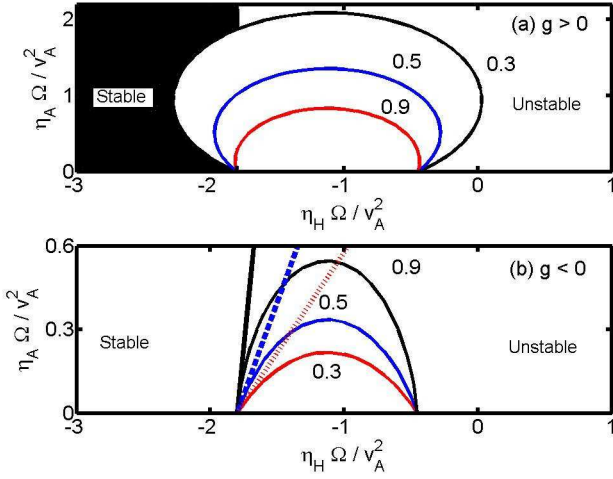 (a) g > 0
2
1
0
η_A Ω / v_A^2
Stable
0.3
0.5
0.9
Unstable
-3 -2 -1 0 1
η_H Ω / v_A^2
(b) g < 0
0.6
0.3
0
η_A Ω / v_A^2
Stable
0.9
0.5
0.3
Unstable
-3 -2 -1 0 1
η_H Ω / v_A^2